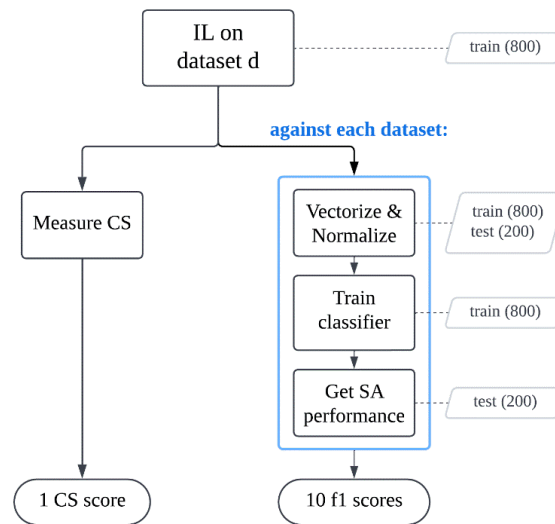 IL on
dataset d
train (800)
against each dataset:
Measure CS
Vectorize &
Normalize
train (800)
test (200)
Train
classifier
train (800)
Get SA
performance
test (200)
1 CS score
10 f1 scores